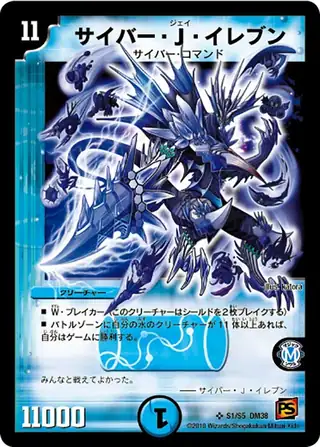 11
ジェイ
サイバー・J・イレブン
サイバー・コマンド
クリーチャー
■ W・ブレイカー(このクリーチャーはシールドを2枚ブレイクする)
■ バトルゾーンに自分の水のクリーチャーが11体以上あれば、
自分はゲームに勝利する。
みんなと戦えてよかった。
—— サイバー・J・イレブン
M
11000
1
S1/S5 DM38
PS
©2010 Wizards/Shogakukan/Mitsui-Kids